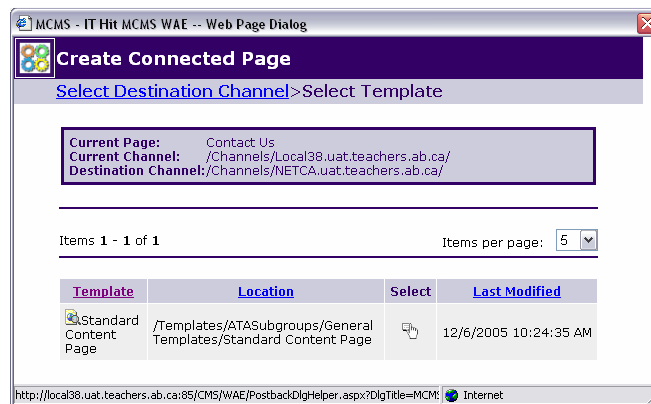 MCMS - IT Hit MCMS WAE -- Web Page Dialog
Create Connected Page
Select Destination Channel>Select Template
Current Page: Contact Us
Current Channel: /Channels/Local38.uat.teachers.ab.ca/
Destination Channel:/Channels/NETCA.uat.teachers.ab.ca/
Items 1 - 1 of 1
Items per page: 5
Template Location Select Last Modified
Standard Content Page
/Templates/ATASubgroups/General
Templates/Standard Content Page
12/6/2005 10:24:35 AM
http://local38.uat.teachers.ab.ca:85/CMS/WAE/PostbackDlgHelper.aspx?DlgTitle=MCMS Internet